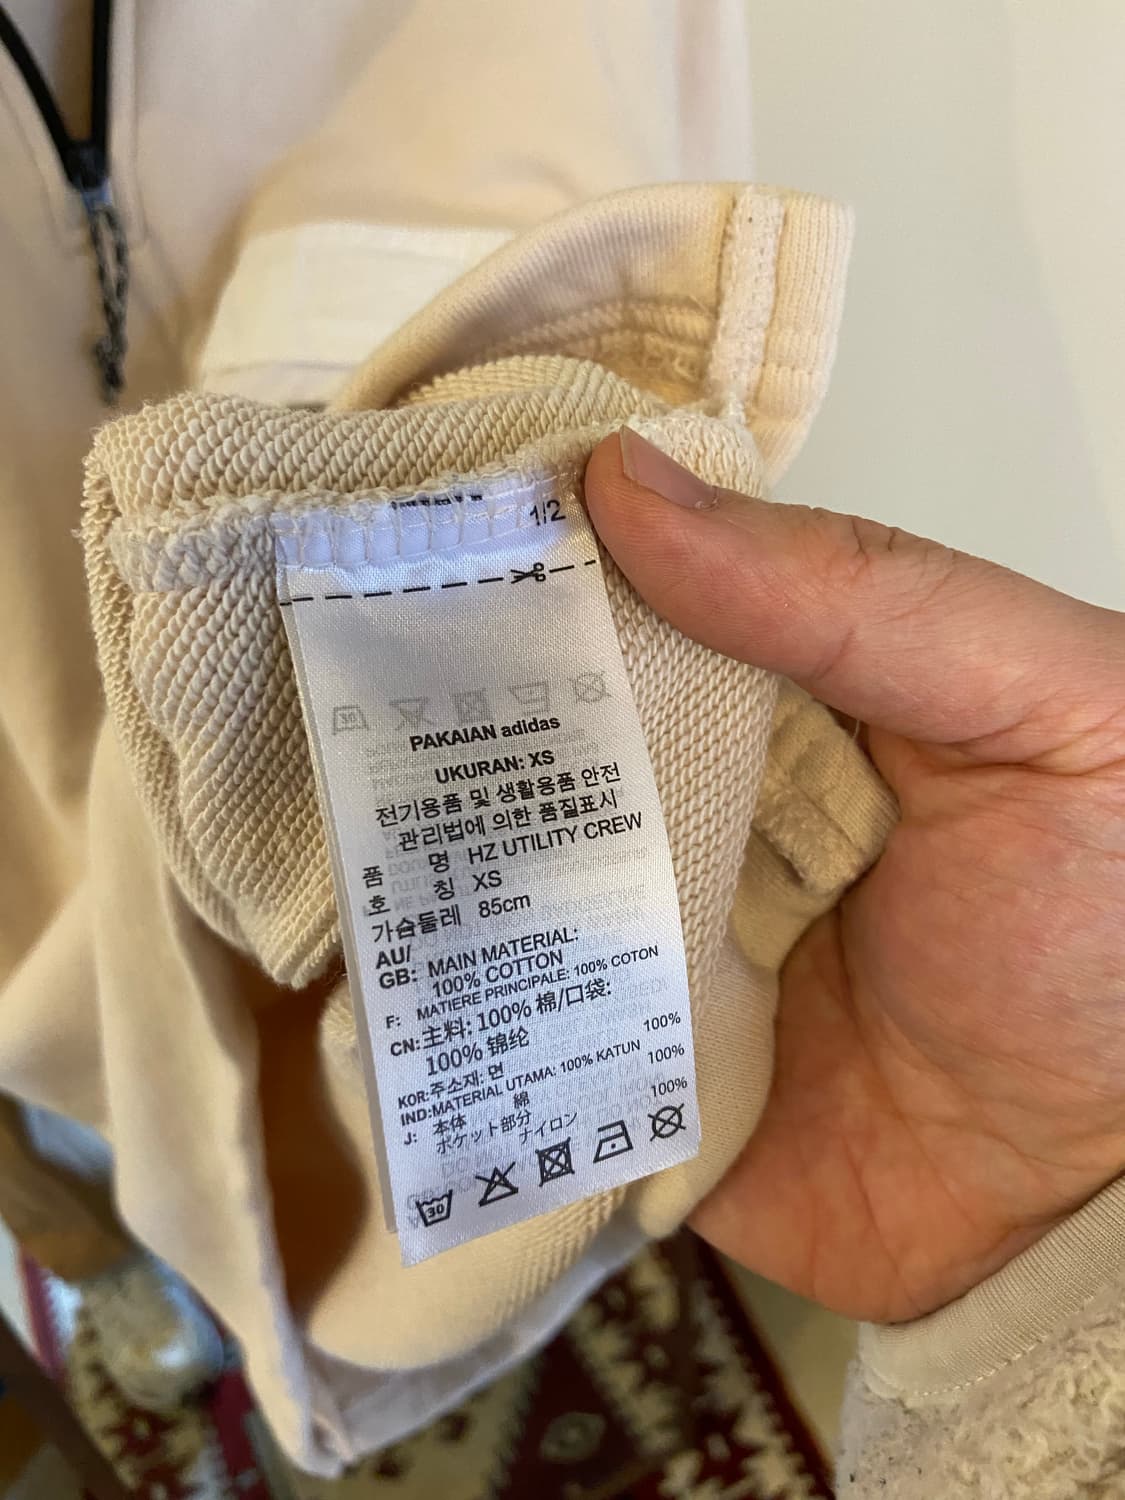 1/2
PAKAIAN adidas
UKURAN: XS
전기용품 및 생활용품 안전
관리법에 의한 품질표시
품 명 HZ UTILITY CREW
호 칭 XS
가슴둘레 85cm
AU/
GB: MAIN MATERIAL:
100% COTTON
F: MATIERE PRINCIPALE: 100% COTON
CN: 主料: 100% 棉/口袋:
100% 锦纶
KOR: 주소재: 면 100%
IND: MATERIAL UTAMA: 100% KATUN
J: 本体 綿 100%
ポケット部分 ナイロン 100%
30